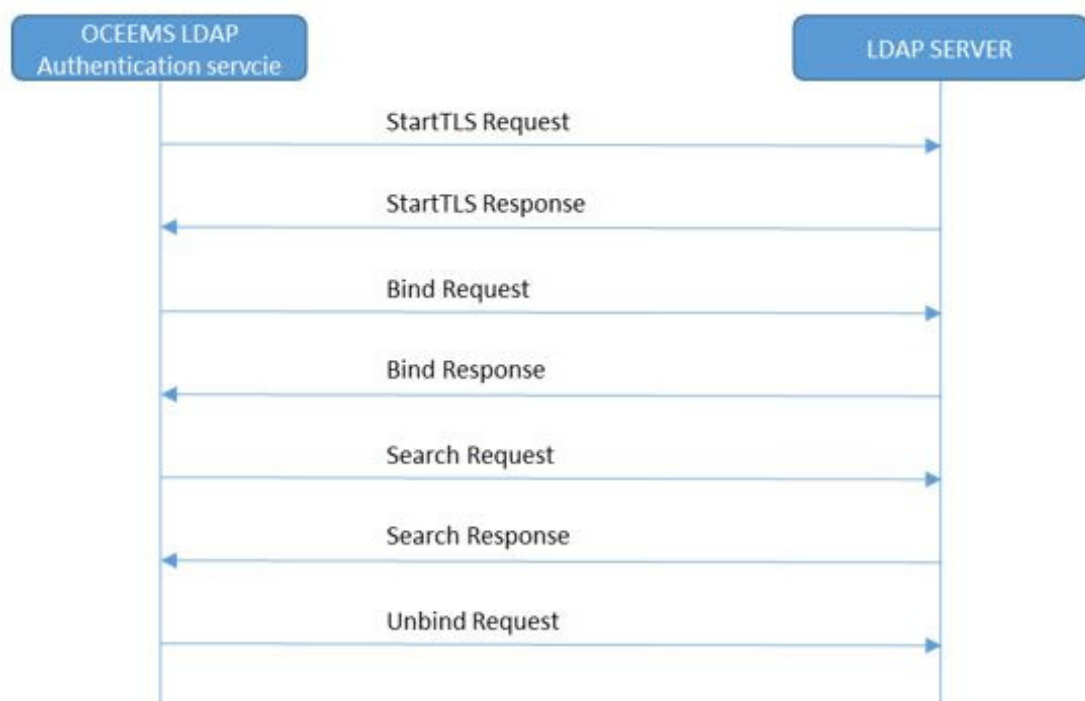 OCEEMS LDAP
Authentication servcie
LDAP SERVER
StartTLS Request
StartTLS Response
Bind Request
Bind Response
Search Request
Search Response
Unbind Request